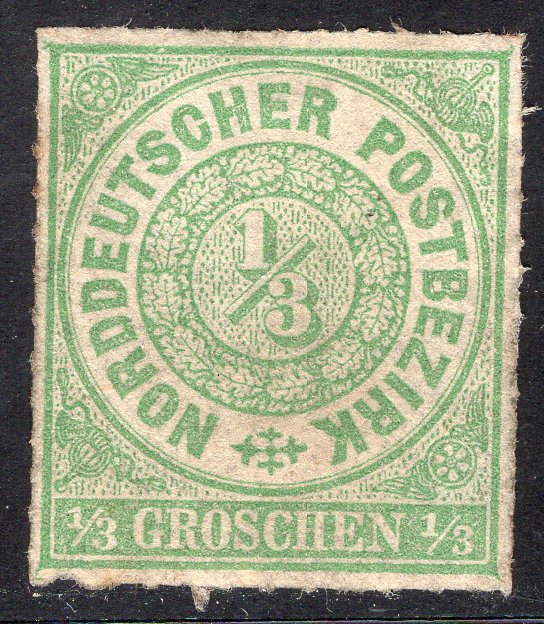 NORDDEUTSCHER POSTBEZIRK
1/3
1/3 GROSCHEN 1/3